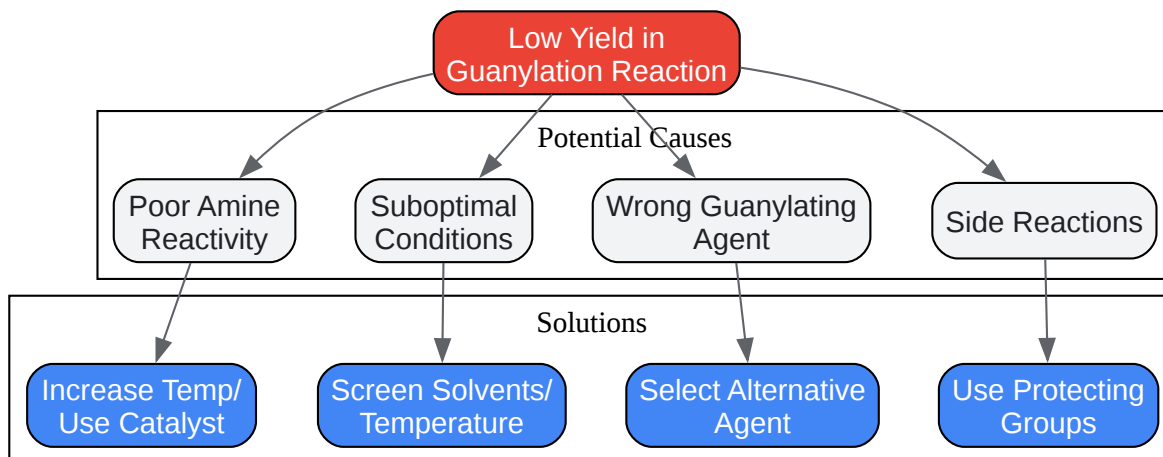 Low Yield in
Guanylation Reaction
Potential Causes
Poor Amine
Reactivity
Suboptimal
Conditions
Wrong Guanylating
Agent
Side Reactions
Solutions
Increase Temp/
Use Catalyst
Screen Solvents/
Temperature
Select Alternative
Agent
Use Protecting
Groups